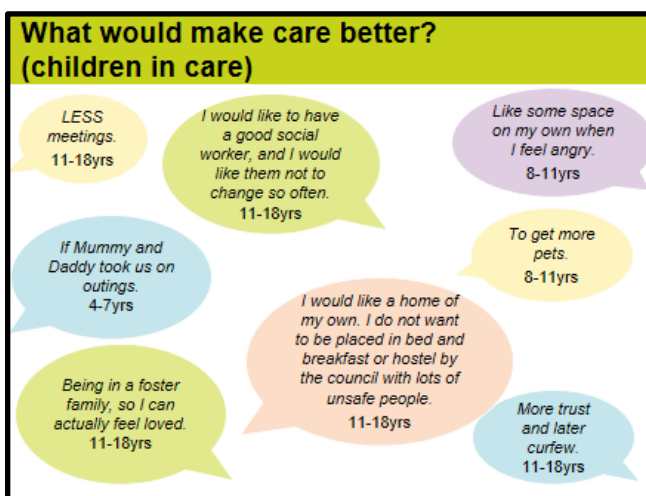 What would make care better?
(children in care)
LESS
meetings.
11-18yrs
I would like to have
a good social
worker, and I would
like them not to
change so often.
11-18yrs
Like some space
on my own when
I feel angry.
8-11yrs
If Mummy and
Daddy took us on
outings.
4-7yrs
To get more
pets.
8-11yrs
I would like a home of
my own. I do not want
to be placed in bed and
breakfast or hostel by
the council with lots of
unsafe people.
11-18yrs
Being in a foster
family, so I can
actually feel loved.
11-18yrs
More trust
and later
curfew.
11-18yrs